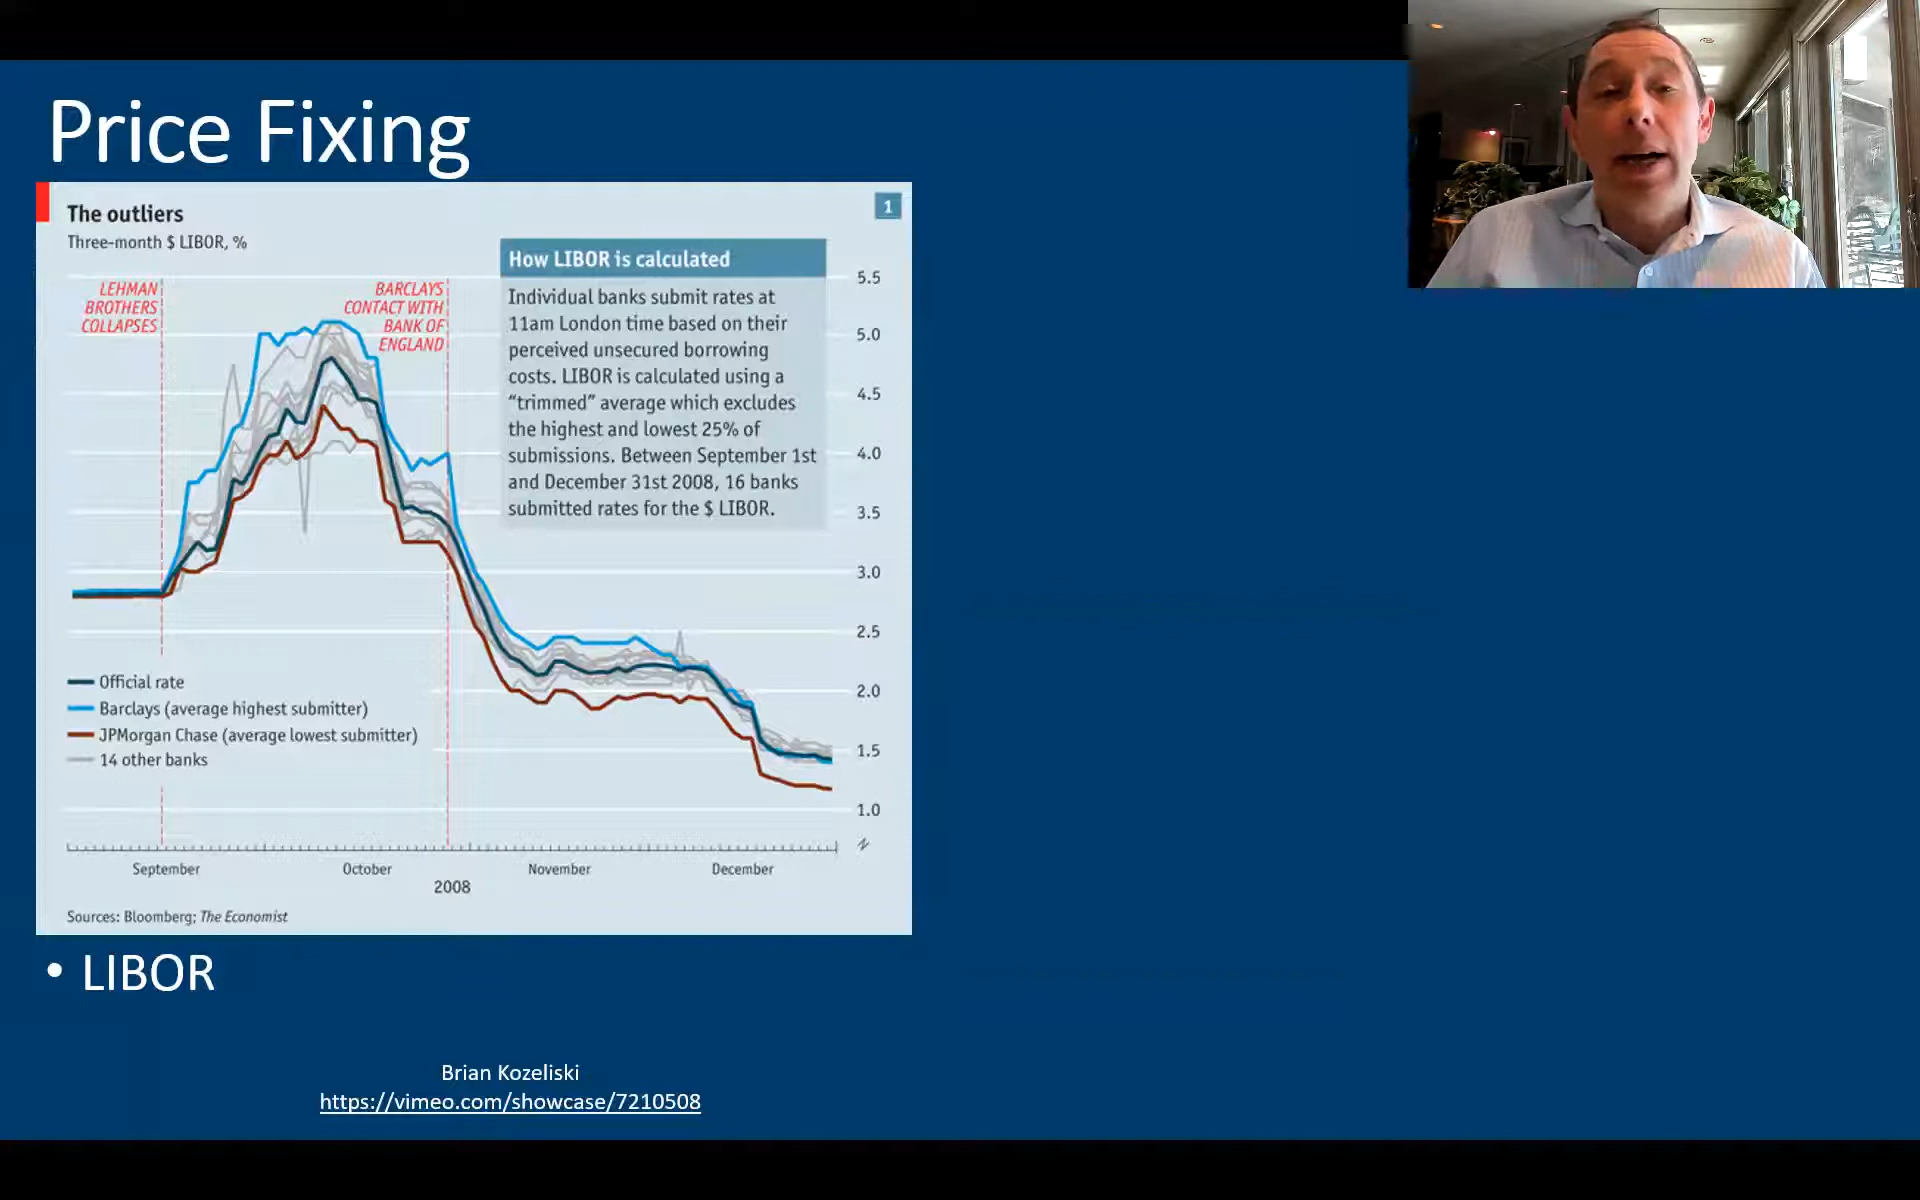 Price Fixing
The outliers
1
Three-month $ LIBOR, %
LEHMAN
BROTHERS
COLLAPSES
BARCLAYS
CONTACT WITH
BANK OF
ENGLAND
How LIBOR is calculated
Individual banks submit rates at
11am London time based on their
perceived unsecured borrowing
costs. LIBOR is calculated using a
“trimmed” average which excludes
the highest and lowest 25% of
submissions. Between September 1st
and December 31st 2008, 16 banks
submitted rates for the $ LIBOR.
5.5
5.0
4.5
4.0
3.5
3.0
2.5
2.0
1.5
1.0
Official rate
Barclays (average highest submitter)
JPMorgan Chase (average lowest submitter)
14 other banks
September October November December
2008
Sources: Bloomberg; The Economist
• LIBOR
Brian Kozeliski
https://vimeo.com/showcase/7210508